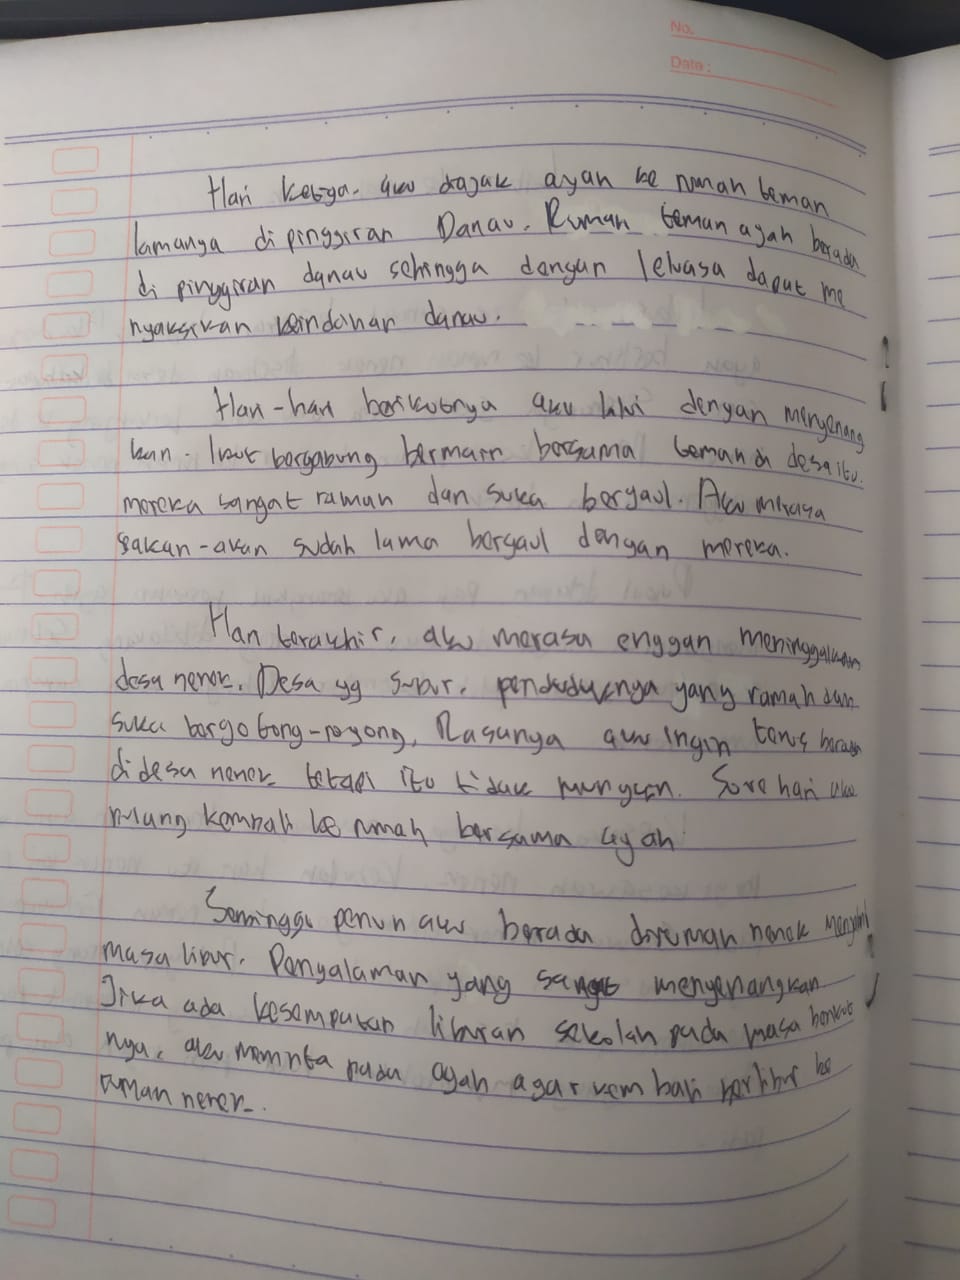 No.
Date:
Hari ketiga. aku diajak ayah ke rumah teman
lamanya di pinggiran Danau. Rumah teman ayah berada
di pinggiran danau sehingga dengan leluasa dapat me
nyaksikan keindahan danau.
Hari-hari berikutnya aku lalui dengan menyenang
kan. Ikut bergabung bermain bersama teman di desa itu.
mereka sangat ramah dan suka bergaul. Aku merasa
seakan-akan sudah lama bergaul dengan mereka.
Hari terakhir, aku merasa enggan meninggalkan
desa nenek. Desa yg subur, penduduknya yang ramah dan
suka bergotong-royong, Rasanya aku ingin terus berada
di desa nenek tetapi itu tidak mungkin. Sore hari aku
pulang kembali ke rumah bersama ayah
Seminggu penuh aku berada dirumah nenek
masa libur. Pengalaman yang sangat menyenangkan
Jika ada kesempatan liburan sekolah pada masa berikut
nya, aku meminta pada ayah agar kembali berlibur ke
rumah nenek.